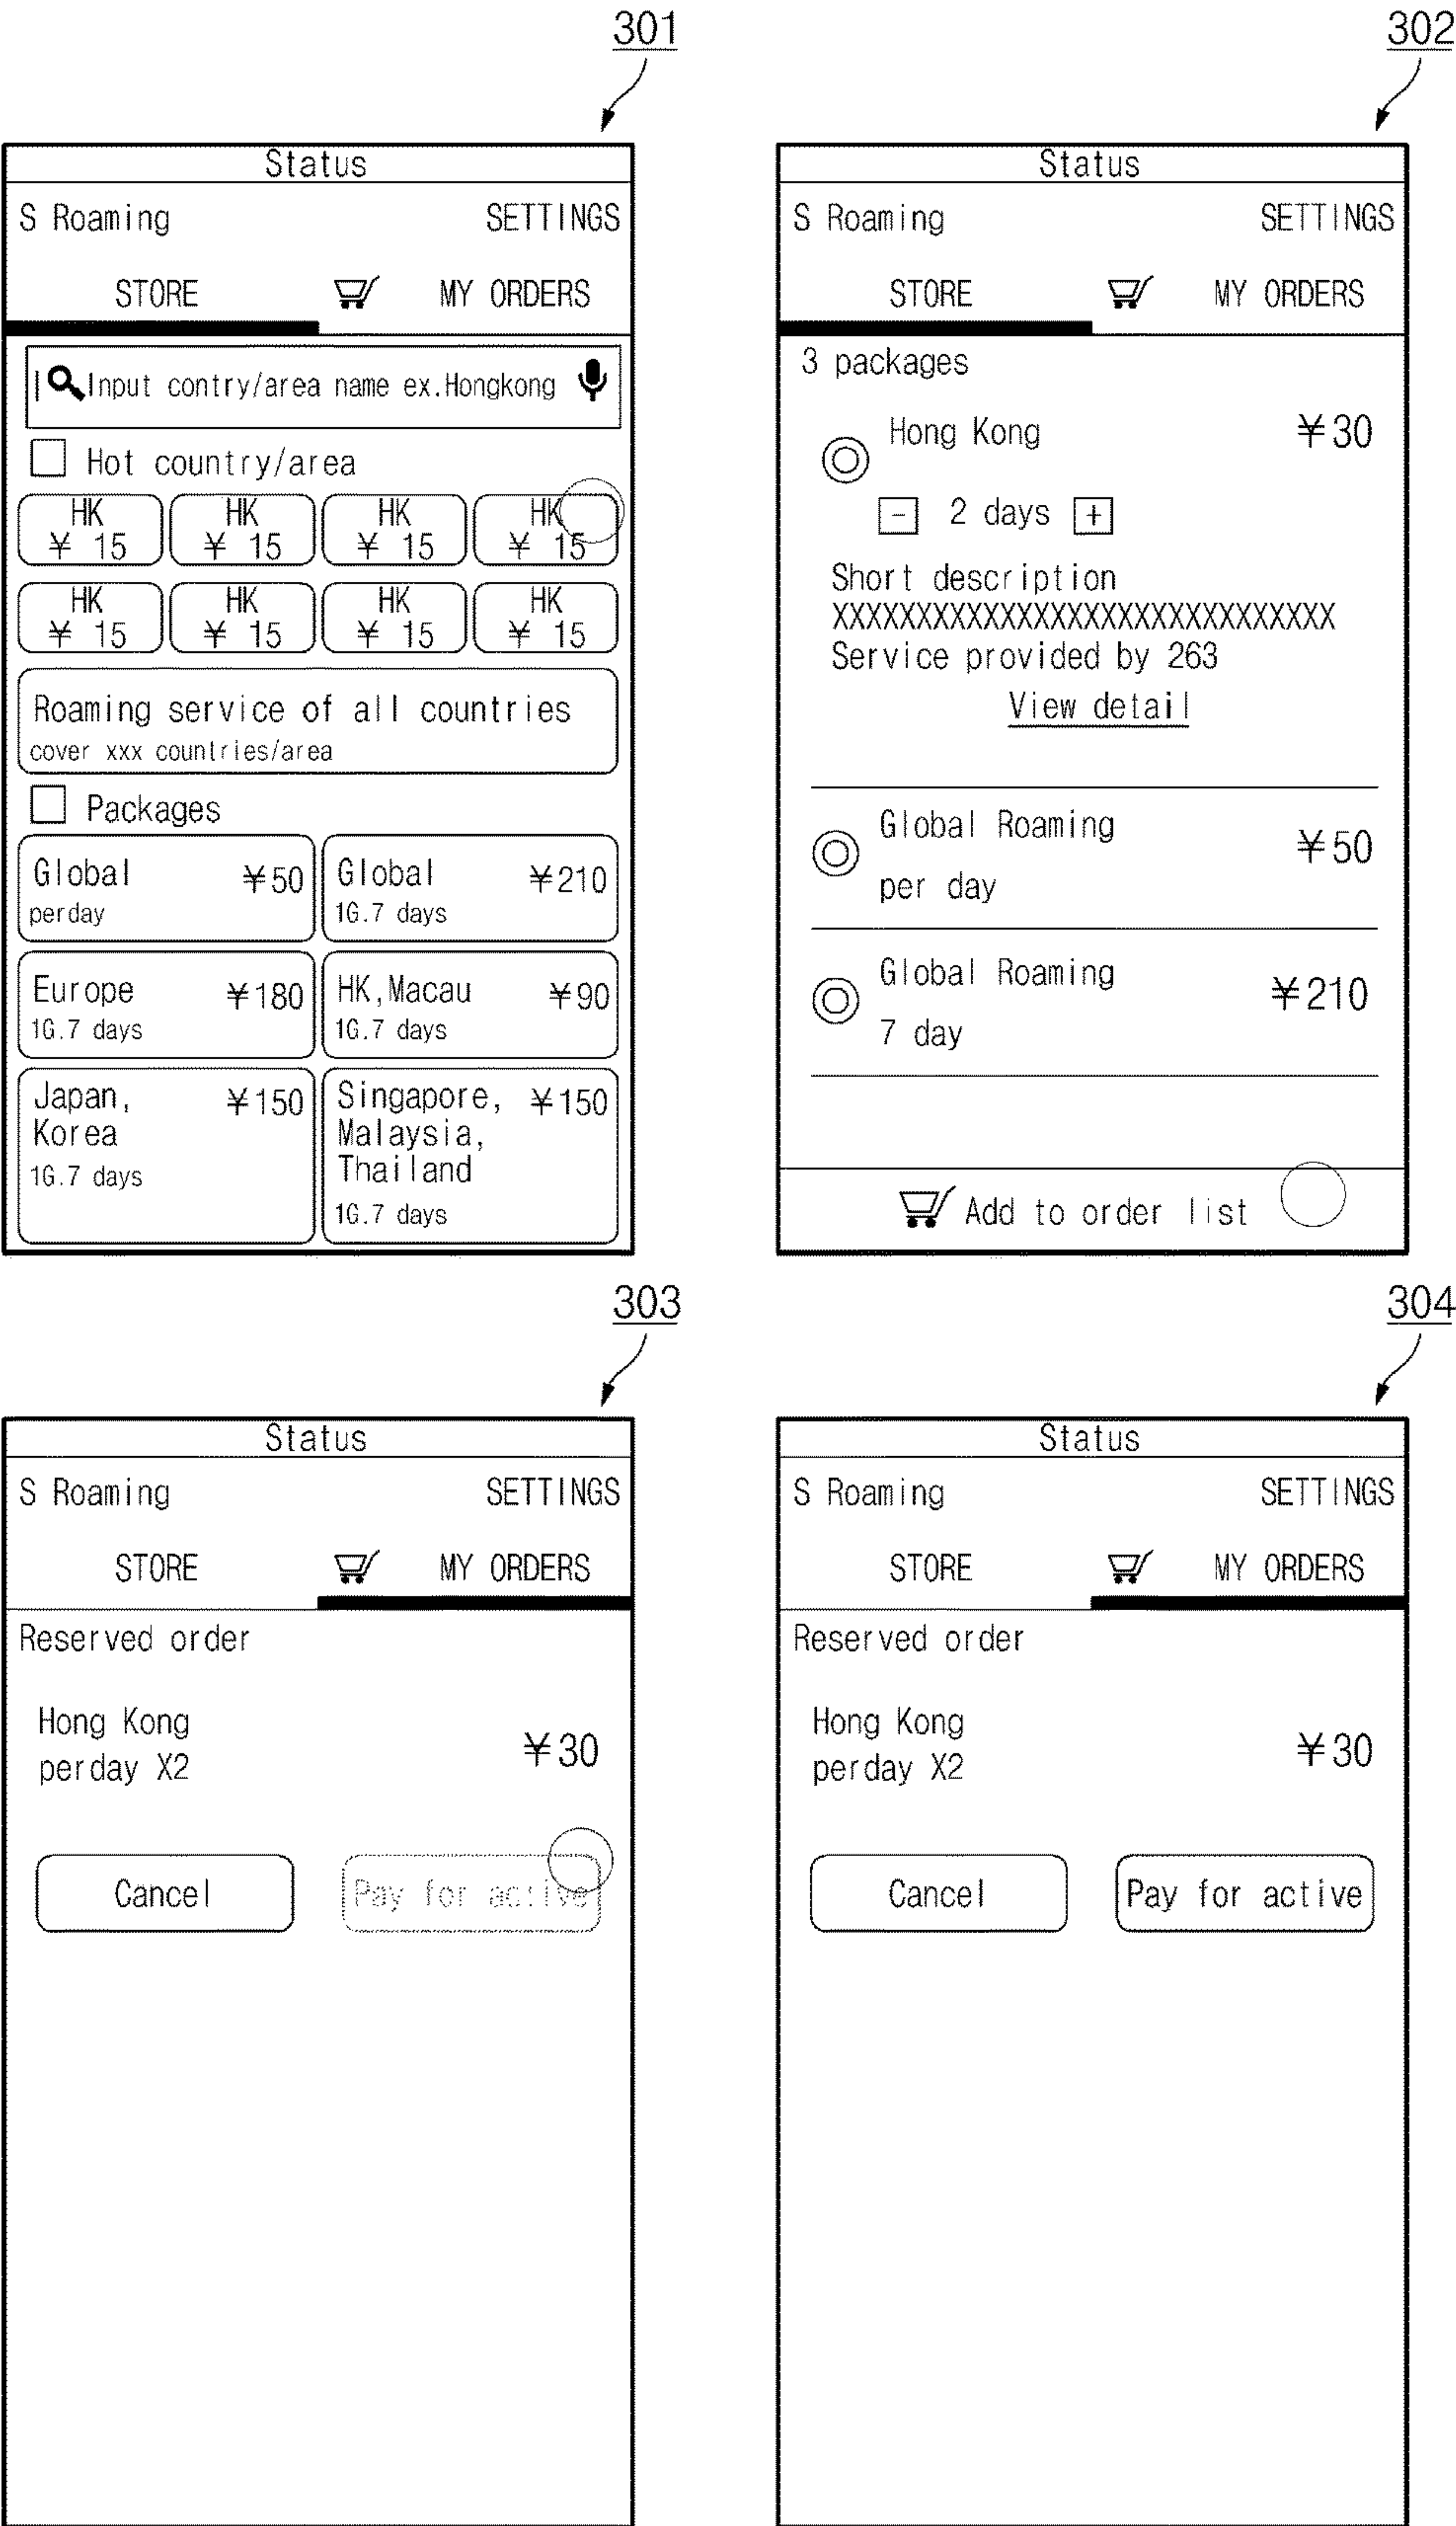 301
Status
S Roaming SETTINGS
STORE MY ORDERS
Input contry/area name ex.Hongkong
Hot country/area
HK HK HK HK
¥ 15 ¥ 15 ¥ 15 ¥ 15
HK HK HK HK
¥ 15 ¥ 15 ¥ 15 ¥ 15
Roaming service of all countries
cover xxx countries/area
Packages
Global ¥50
perday
Global ¥210
1G.7 days
Europe ¥180
1G.7 days
HK,Macau ¥90
1G.7 days
Japan, ¥150
Korea
1G.7 days
Singapore, ¥150
Malaysia,
Thailand
1G.7 days
302
Status
S Roaming SETTINGS
STORE MY ORDERS
3 packages
Hong Kong ¥30
- 2 days +
Short description
XXXXXXXXXXXXXXXXXXXXXXXXXXXXXX
Service provided by 263
View detail
Global Roaming ¥50
per day
Global Roaming ¥210
7 day
Add to order list
303
Status
S Roaming SETTINGS
STORE MY ORDERS
Reserved order
Hong Kong ¥30
perday X2
Cancel Pay for active
304
Status
S Roaming SETTINGS
STORE MY ORDERS
Reserved order
Hong Kong ¥30
perday X2
Cancel Pay for active